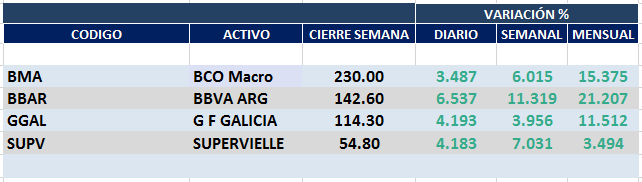 VARIACIÓN %
CODIGO ACTIVO CIERRE SEMANA DIARIO SEMANAL MENSUAL
BMA BCO Macro 230.00 3.487 6.015 15.375
BBAR BBVA ARG 142.60 6.537 11.319 21.207
GGAL G F GALICIA 114.30 4.193 3.956 11.512
SUPV SUPERVIELLE 54.80 4.183 7.031 3.494